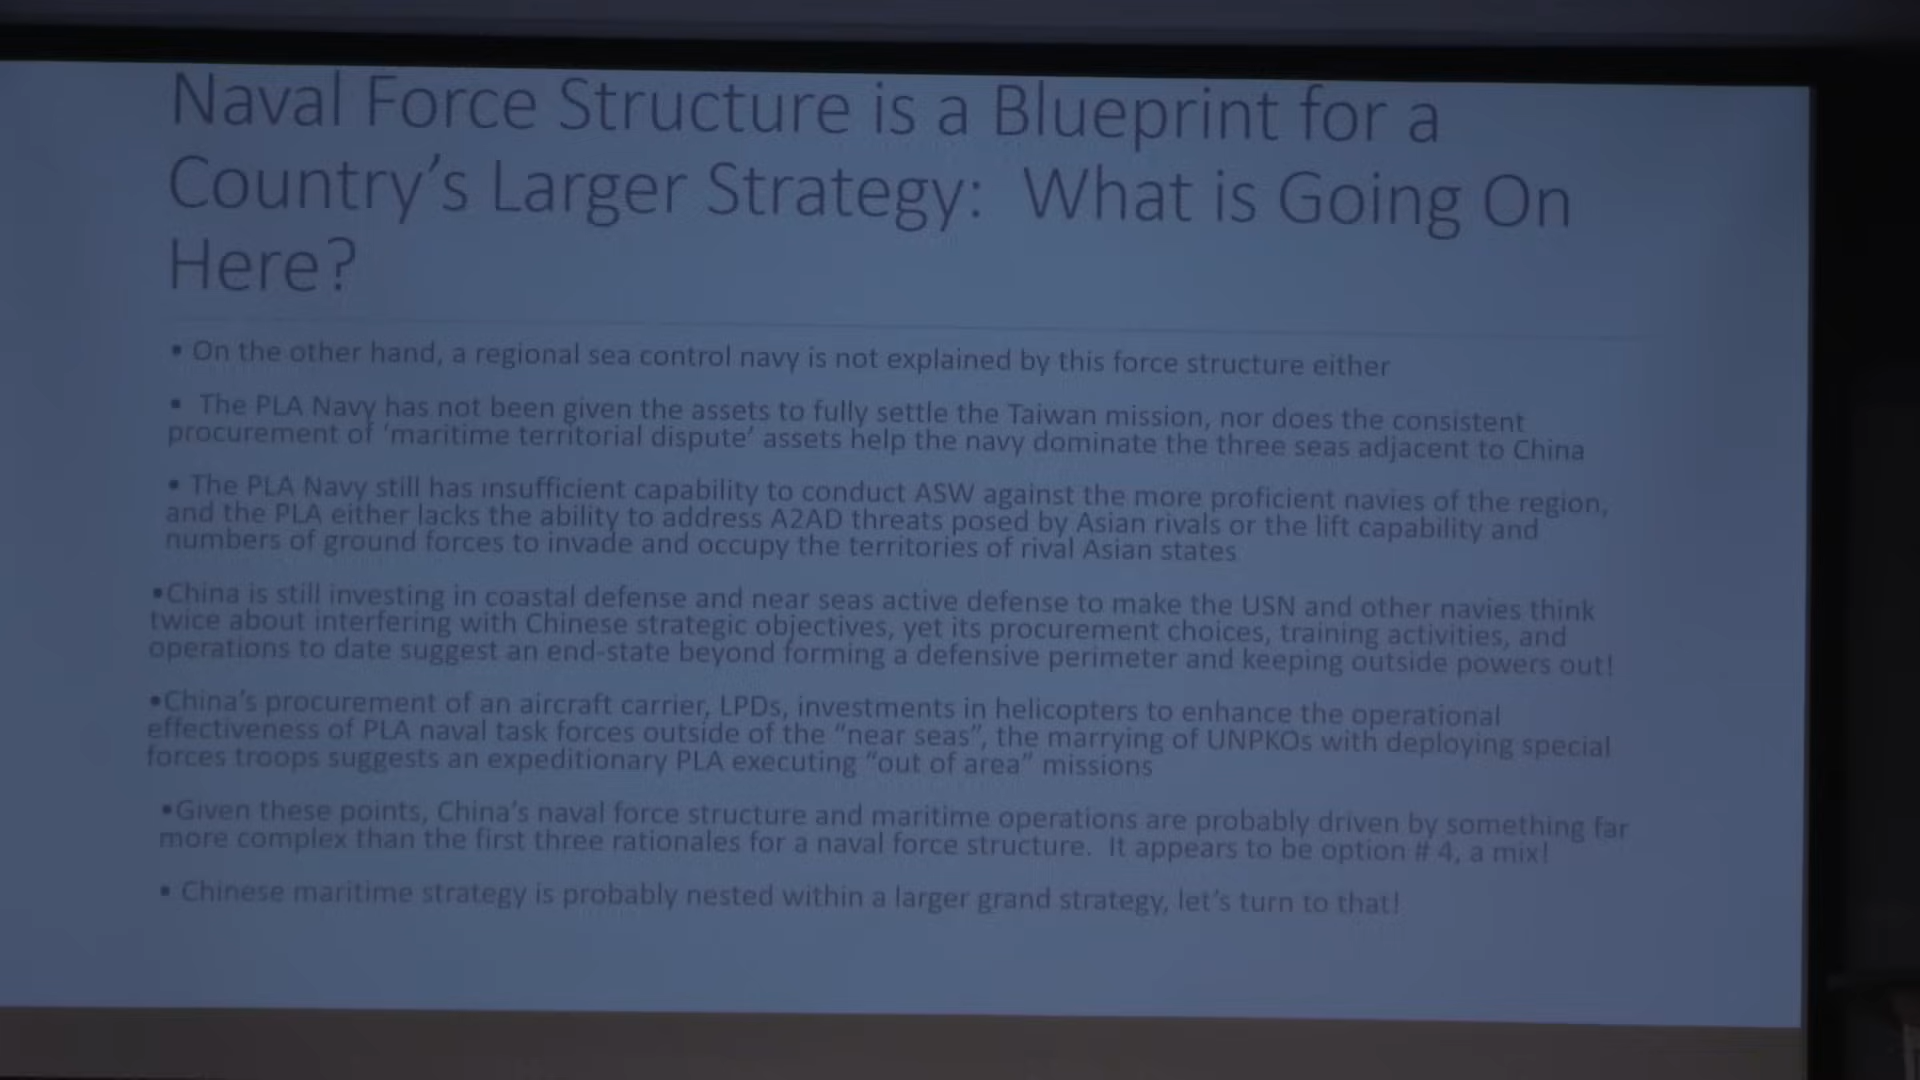 Naval Force Structure is a Blueprint for a
Country's Larger Strategy: What is Going On
Here?
• On the other hand, a regional sea control navy is not explained by this force structure either
• The PLA Navy has not been given the assets to fully settle the Taiwan mission, nor does the consistent
procurement of 'maritime territorial dispute' assets help the navy dominate the three seas adjacent to China
• The PLA Navy still has insufficient capability to conduct ASW against the more proficient navies of the region,
and the PLA either lacks the ability to address A2AD threats posed by Asian rivals or the lift capability and
numbers of ground forces to invade and occupy the territories of rival Asian states
•China is still investing in coastal defense and near seas active defense to make the USN and other navies think
twice about interfering with Chinese strategic objectives, yet its procurement choices, training activities, and
operations to date suggest an end-state beyond forming a defensive perimeter and keeping outside powers out!
•China's procurement of an aircraft carrier, LPDs, investments in helicopters to enhance the operational
effectiveness of PLA naval task forces outside of the "near seas", the marrying of UNPKOs with deploying special
forces troops suggests an expeditionary PLA executing "out of area" missions
•Given these points, China's naval force structure and maritime operations are probably driven by something far
more complex than the first three rationales for a naval force structure. It appears to be option # 4, a mix!
• Chinese maritime strategy is probably nested within a larger grand strategy, let's turn to that!